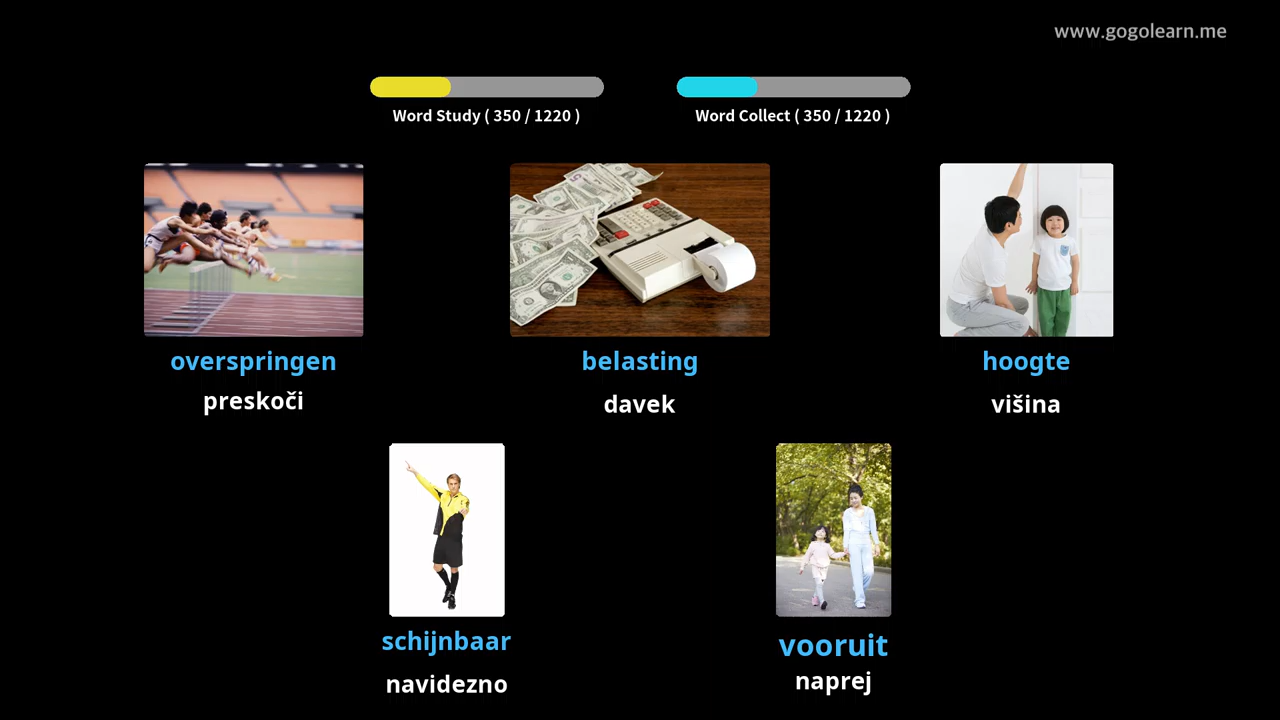 www.gogolearn.me
Word Study ( 350 / 1220 )
Word Collect ( 350 / 1220 )
overspringen
preskoči
belasting
davek
hoogte
višina
schijnbaar
navidezno
vooruit
naprej